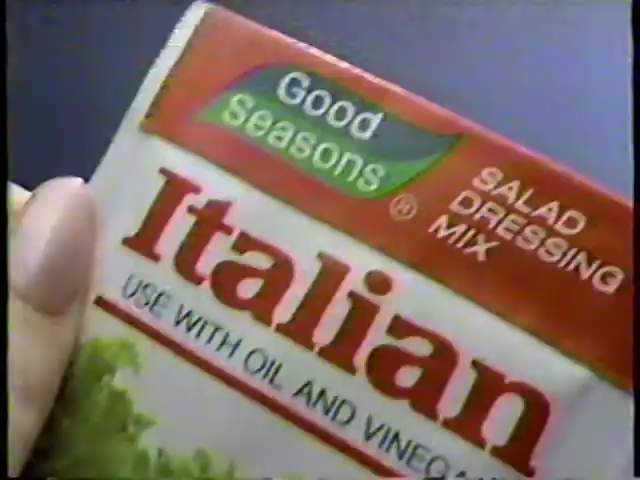 Good
Seasons
®
SALAD
DRESSING
MIX
Italian
USE WITH OIL AND